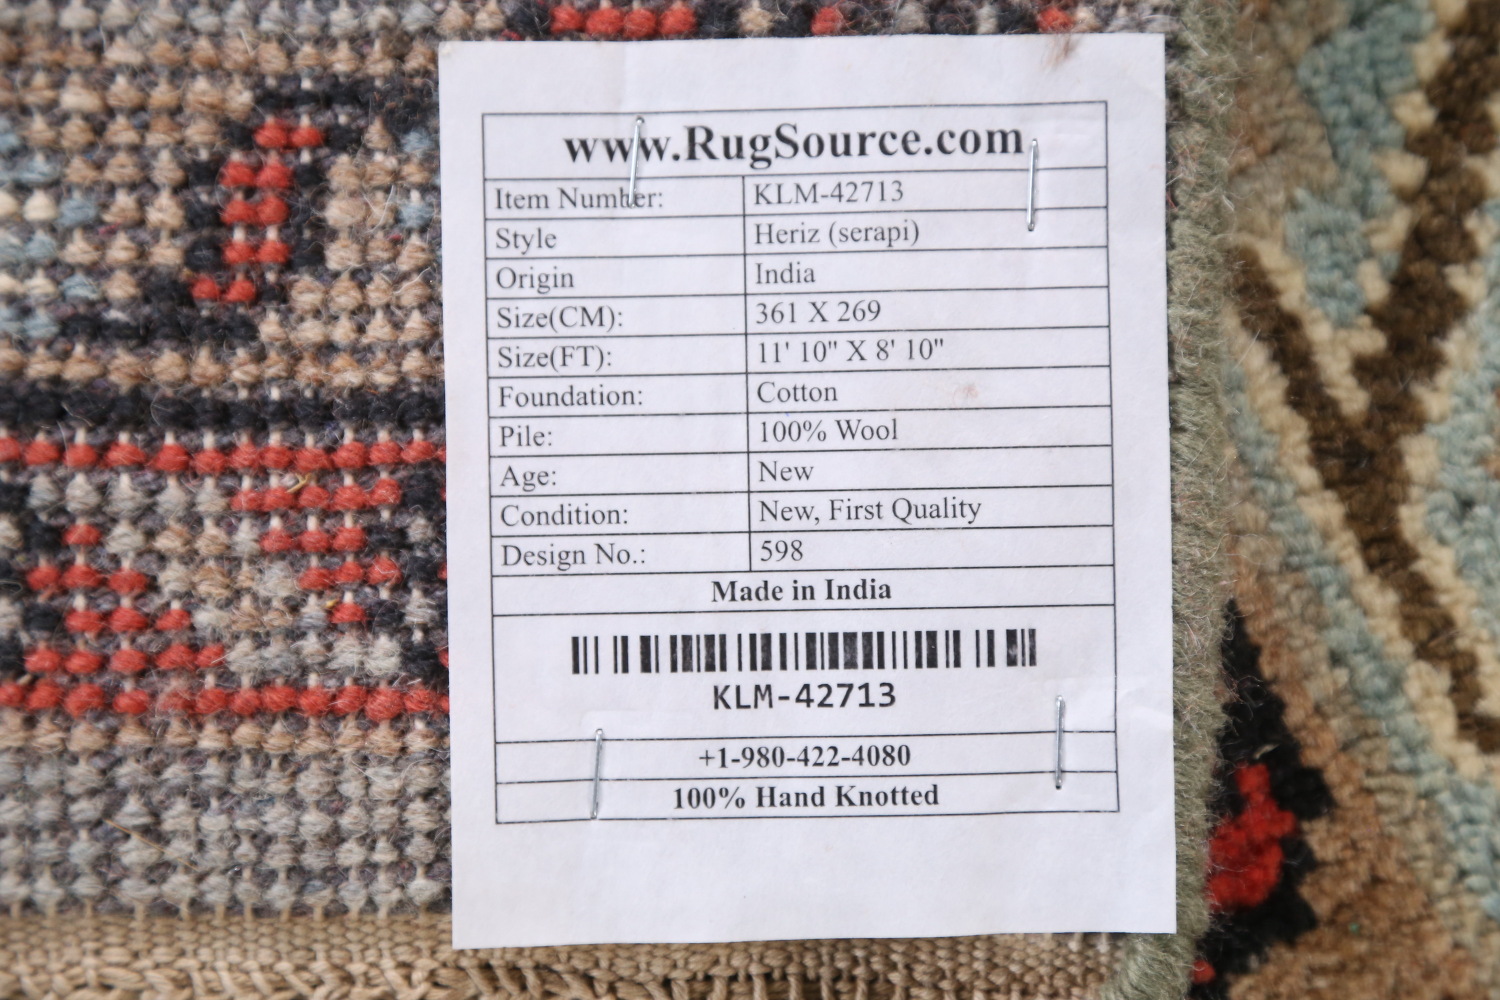 www.RugSource.com
Item Number: KLM-42713
Style Heriz (serapi)
Origin India
Size(CM): 361 X 269
Size(FT): 11' 10" X 8' 10"
Foundation: Cotton
Pile: 100% Wool
Age: New
Condition: New, First Quality
Design No.: 598
Made in India
KLM-42713
+1-980-422-4080
100% Hand Knotted